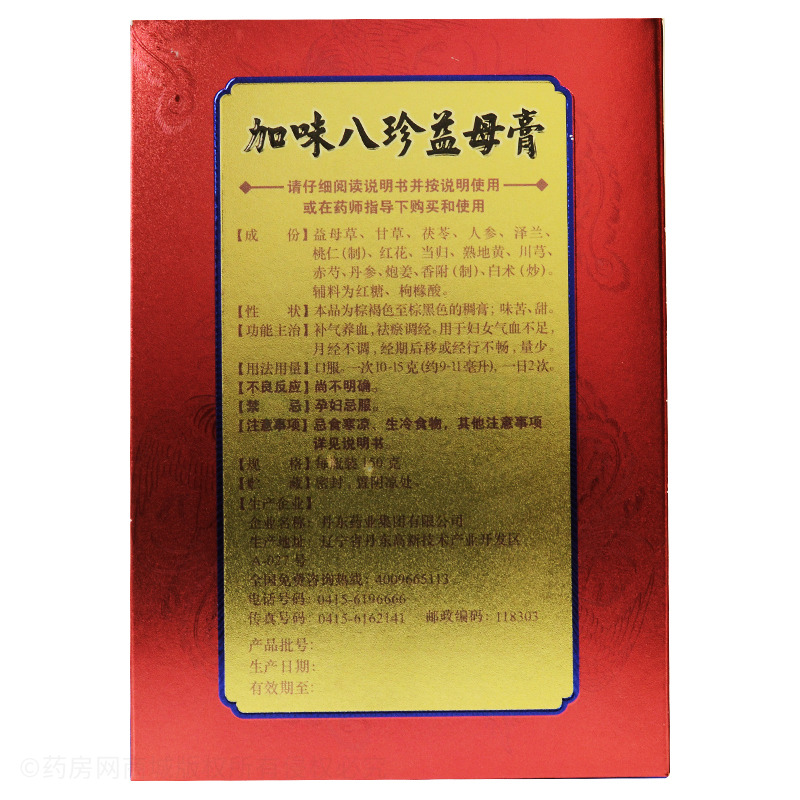 加味八珍益母膏
请仔细阅读说明书并按说明使用
或在药师指导下购买和使用
【成 份】益母草、甘草、茯苓、人参、泽兰、
桃仁(制)、红花、当归、熟地黄、川芎、
赤芍、丹参、炮姜、香附(制)、白术(炒)。
辅料为红糖、枸橼酸。
【性 状】本品为棕褐色至棕黑色的稠膏；味苦、甜。
【功能主治】补气养血,祛瘀调经。用于妇女气血不足,
月经不调,经期后移或经行不畅,量少。
【用法用量】口服。一次10-15克(约9-11毫升),一日2次。
【不良反应】尚不明确。
【禁 忌】孕妇忌服。
【注意事项】忌食寒凉、生冷食物，其他注意事项
详见说明书。
【规 格】每瓶装150克
【贮 藏】密封,置阴凉处。
【生产企业】
企业名称：丹东药业集团有限公司
生产地址：辽宁省丹东高新技术产业开发区
A-027号
全国免费咨询热线：4009665113
电话号码：0415-6196666
传真号码：0415-6162141 邮政编码：118303
产品批号：
生产日期：
有效期至：
©药房网商城版权所有